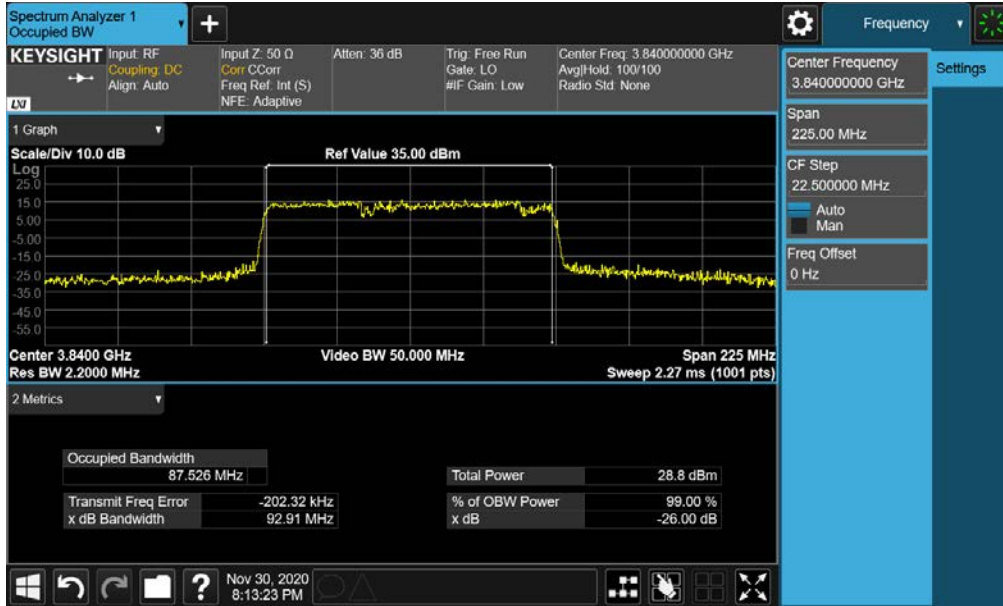 Spectrum Analyzer 1
Occupied BW
+
Frequency
KEYSIGHT
LXI
Input: RF
Coupling: DC
Align: Auto
Input Z: 50 Ω
Corr CCorr
Freq Ref: Int (S)
NFE: Adaptive
Atten: 36 dB
Trig: Free Run
Gate: LO
#IF Gain: Low
Center Freq: 3.840000000 GHz
Avg|Hold: 100/100
Radio Std: None
Center Frequency
3.840000000 GHz
Settings
Span
225.00 MHz
CF Step
22.500000 MHz
Auto
Man
Freq Offset
0 Hz
1 Graph
Scale/Div 10.0 dB
Ref Value 35.00 dBm
Log
25.0
15.0
5.00
-5.00
-15.0
-25.0
-35.0
-45.0
-55.0
Center 3.8400 GHz
Video BW 50.000 MHz
Span 225 MHz
Res BW 2.2000 MHz
Sweep 2.27 ms (1001 pts)
2 Metrics
Occupied Bandwidth
87.526 MHz
Total Power 28.8 dBm
Transmit Freq Error -202.32 kHz
% of OBW Power 99.00 %
x dB Bandwidth 92.91 MHz
x dB -26.00 dB
?
Nov 30, 2020
8:13:23 PM